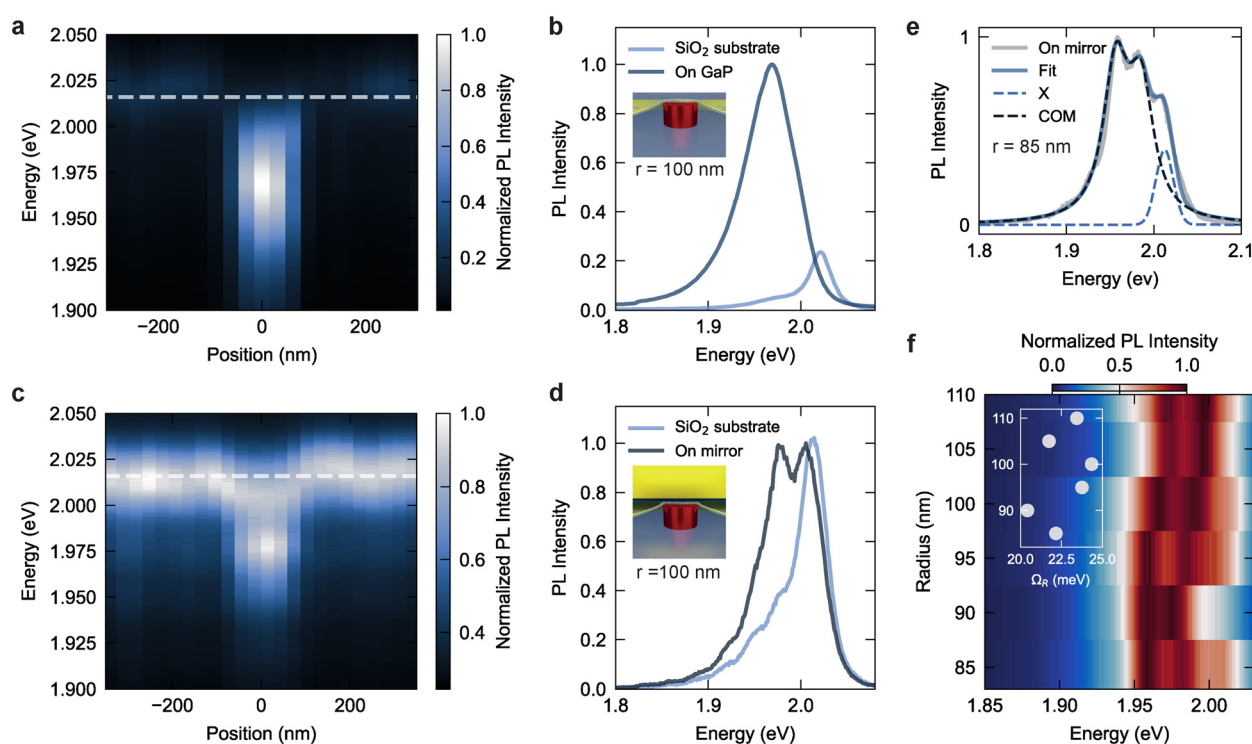 a
2.050
2.025
2.000
1.975
1.950
1.925
1.900
Energy (eV)
−200
0
200
Position (nm)
1.0
0.8
0.6
0.4
0.2
Normalized PL Intensity
b
SiO₂ substrate
On GaP
r = 100 nm
1.0
0.8
0.6
0.4
0.2
0.0
PL Intensity
1.8
1.9
2.0
Energy (eV)
e
On mirror
Fit
X
COM
r = 85 nm
1
0
PL Intensity
1.8
1.9
2.0
2.1
Energy (ev)
c
2.050
2.025
2.000
1.975
1.950
1.925
1.900
Energy (eV)
−200
0
200
Position (nm)
1.0
0.8
0.6
0.4
Normalized PL Intensity
d
SiO₂ substrate
On mirror
r =100 nm
1.0
0.8
0.6
0.4
0.2
0.0
PL Intensity
1.8
1.9
2.0
Energy (eV)
f
Normalized PL Intensity
0.0
0.5
1.0
110
105
100
95
90
85
Radius (nm)
110
100
90
20.0
22.5
25.0
Ω_R (meV)
1.85
1.90
1.95
2.00
Energy (eV)